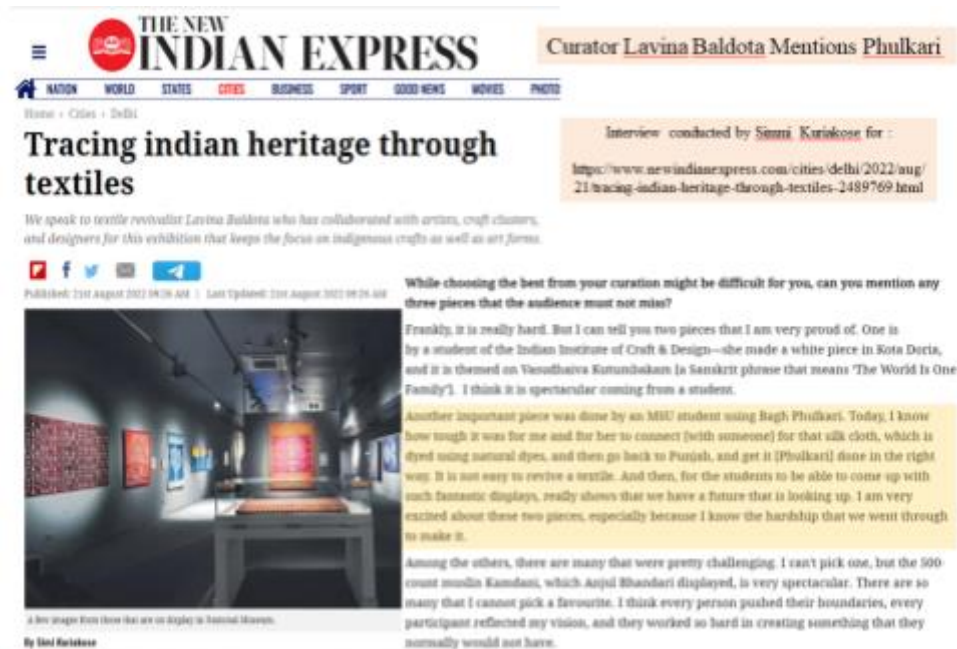 THE NEW
INDIAN EXPRESS
Curator Lavina Baldota Mentions Phulkari
NATION WORLD STATES CITIES BUSINESS SPORT GOOD NEWS MOVIES PHOTO
Home › Cities › Delhi
Interview conducted by Simmi Kuriakose for :
https://www.newindianexpress.com/cities/delhi/2022/aug/
21/tracing-indian-heritage-through-textiles-2489769.html
Tracing indian heritage through
textiles
We speak to textile revivalist Lavina Baldota who has collaborated with artists, craft clusters,
and designers for this exhibition that keeps the focus on indigenous crafts as well as art forms.
Published: 21st August 2022 09:26 AM | Last Updated: 21st August 2022 09:26 AM
While choosing the best from your curation might be difficult for you, can you mention any
three pieces that the audience must not miss?
Frankly, it is really hard. But I can tell you two pieces that I am very proud of. One is
by a student of the Indian Institute of Craft & Design—she made a white piece in Kota Doria,
and it is themed on Vasudhaiva Kutumbakam [a Sanskrit phrase that means 'The World Is One
Family']. I think it is spectacular coming from a student.
Another important piece was done by an MSU student using Bagh Phulkari. Today, I know
how tough it was for me and for her to connect [with someone] for that silk cloth, which is
dyed using natural dyes, and then go back to Punjab, and get it [Phulkari] done in the right
way. It is not easy to revive a textile. And then, for the students to be able to come up with
such fantastic displays, really shows that we have a future that is looking up. I am very
excited about these two pieces, especially because I know the hardship that we went through
to make it.
Among the others, there are many that were pretty challenging. I can't pick one, but the 500-
count muslin Kamdani, which Anjul Bhandari displayed, is very spectacular. There are so
many that I cannot pick a favourite. I think every person pushed their boundaries, every
participant reflected my vision, and they worked so hard in creating something that they
normally would not have.
A few images from those that are on display in National Museum.
By Simi Kuriakose